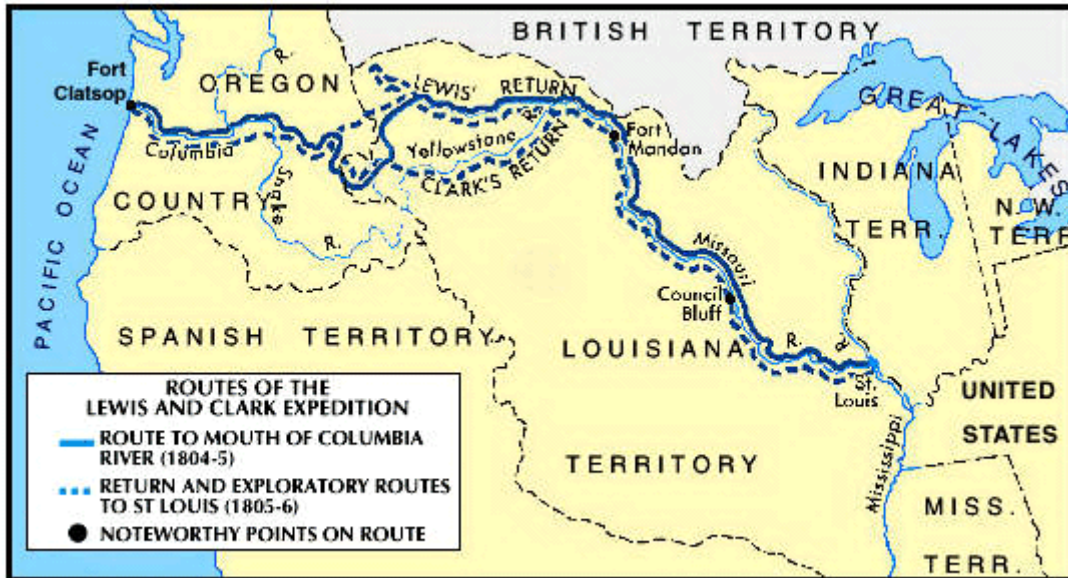 BRITISH TERRITORY
Fort
Clatsop
OREGON
R.
LEWIS' RETURN
GREAT LAKES
Columbia
Yellowstone R.
Fort
Mandan
CLARK'S RETURN
INDIANA
TERR.
N. W.
TERR.
COUNTRY
Snake
R.
PACIFIC OCEAN
Missouri
R.
Council
Bluff
SPANISH TERRITORY
LOUISIANA
R.
St.
Louis
UNITED
STATES
TERRITORY
Mississippi
MISS.
TERR.
ROUTES OF THE
LEWIS AND CLARK EXPEDITION
ROUTE TO MOUTH OF COLUMBIA
RIVER (1804-5)
RETURN AND EXPLORATORY ROUTES
TO ST LOUIS (1805-6)
NOTEWORTHY POINTS ON ROUTE